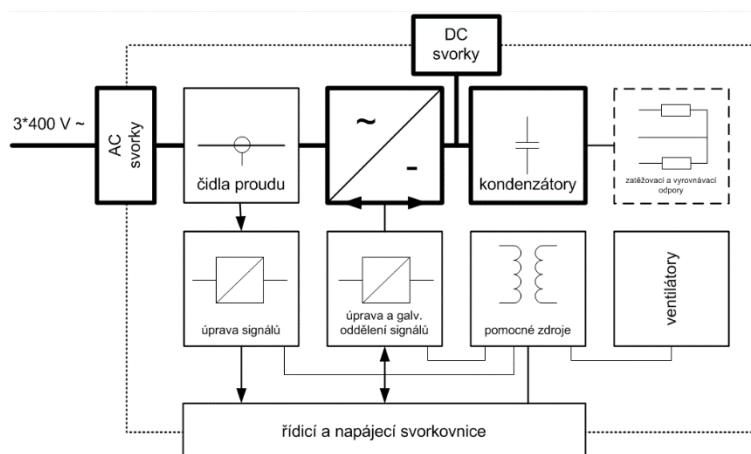 DC
svorky
3*400 V ~
AC
svorky
~
-
čidla proudu
kondenzátory
zatěžovací a vyrovnávací
odpory
úprava signálů
úprava a galv.
oddělení signálů
pomocné zdroje
ventilátory
řídicí a napájecí svorkovnice